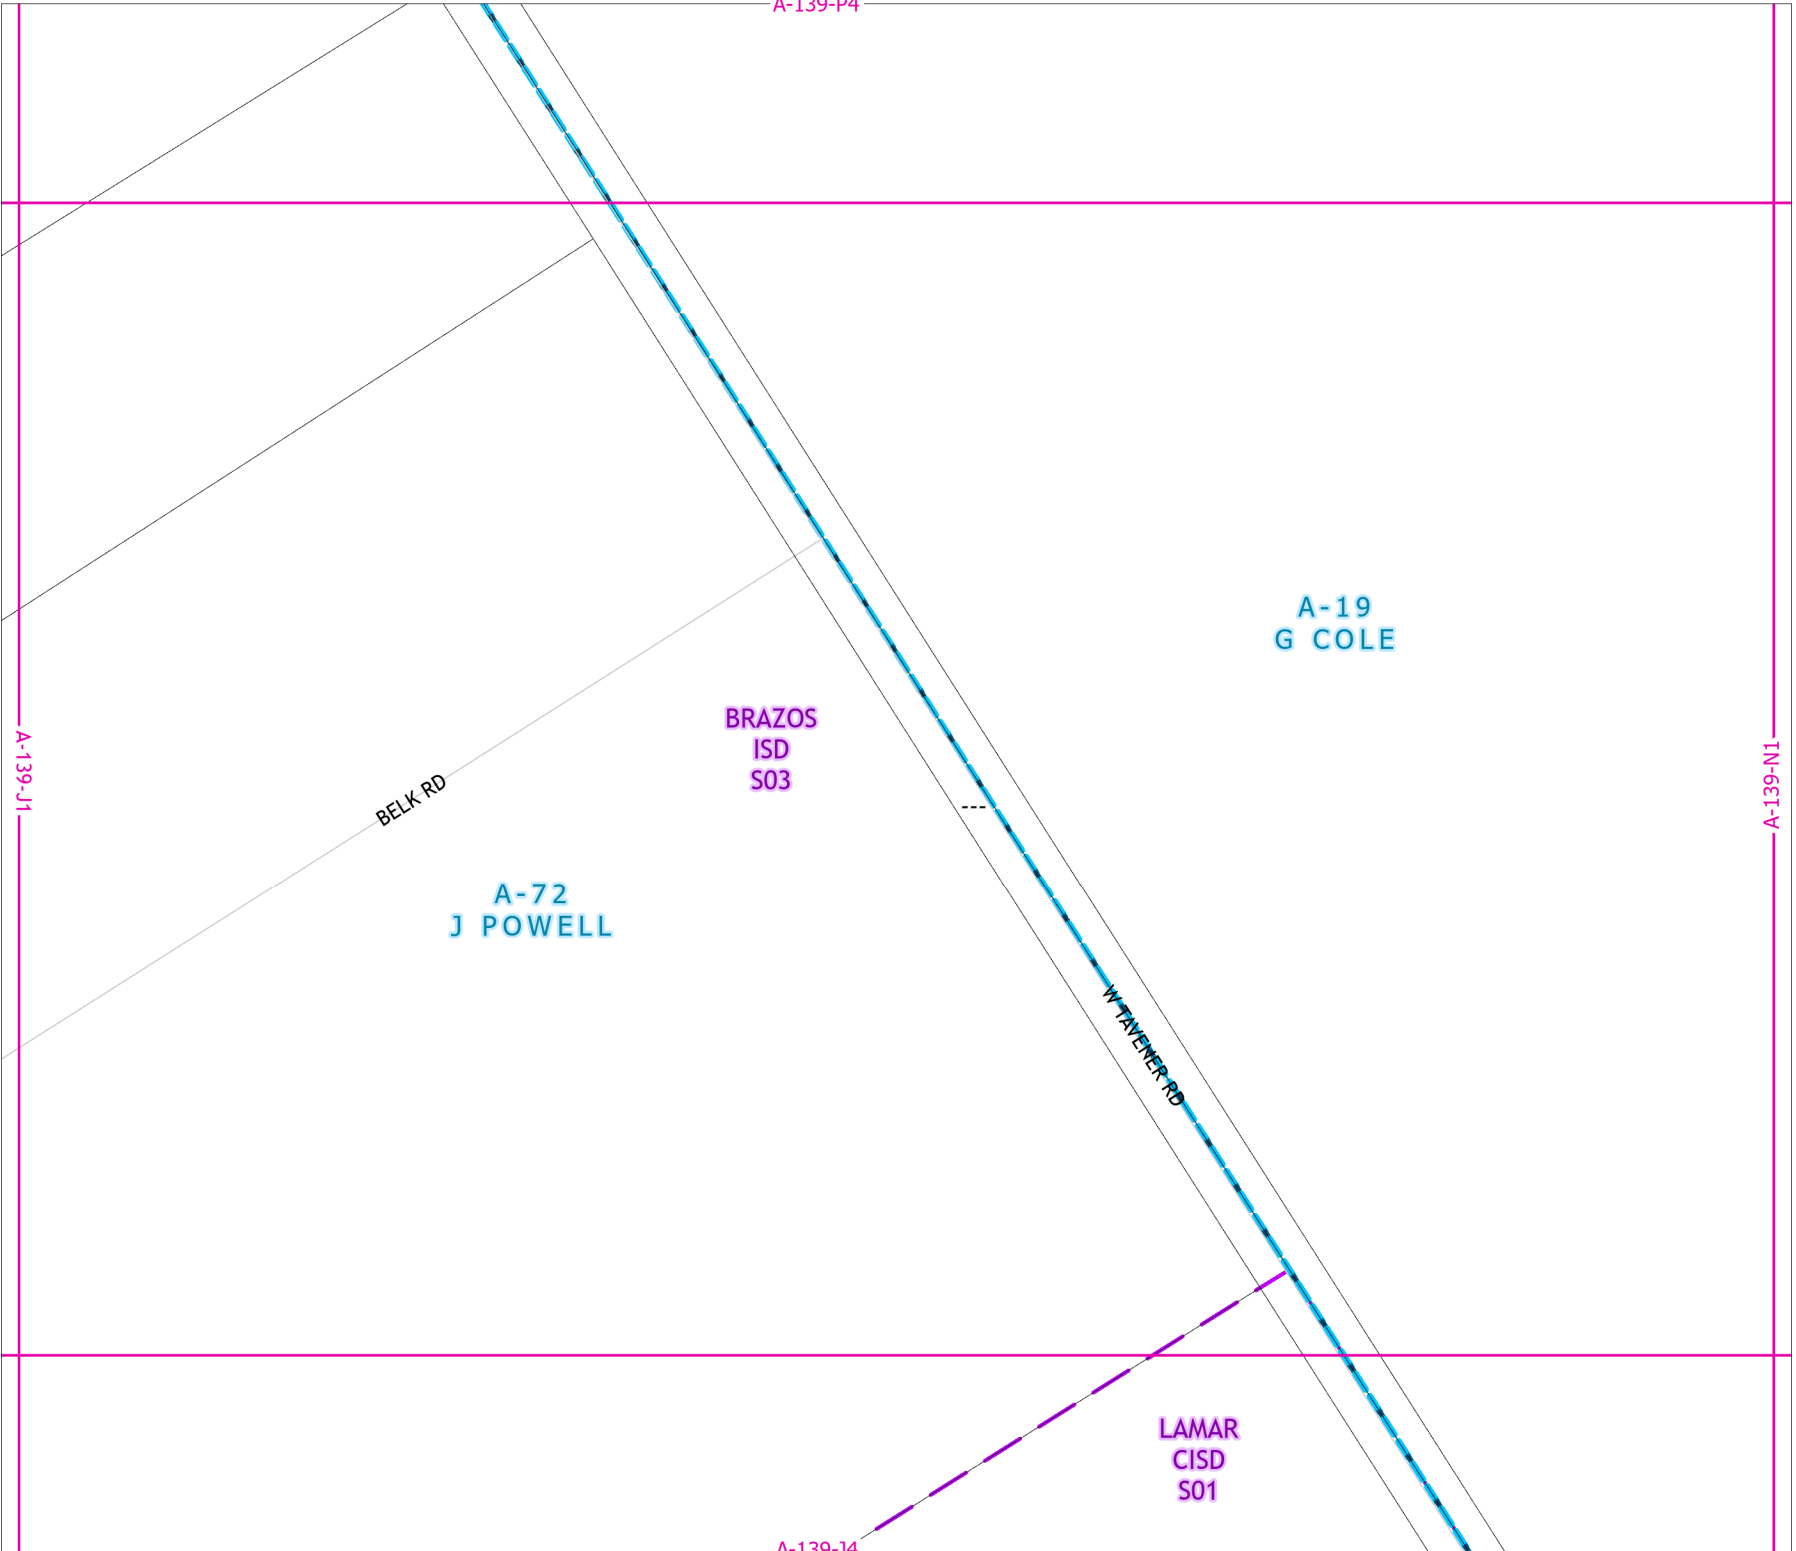 A-139-P4
A-19
G COLE
BRAZOS
ISD
S03
A-139-J1
A-139-N1
BELK RD
A-72
J POWELL
W TAVENER RD
LAMAR
CISD
S01
A-139-J4